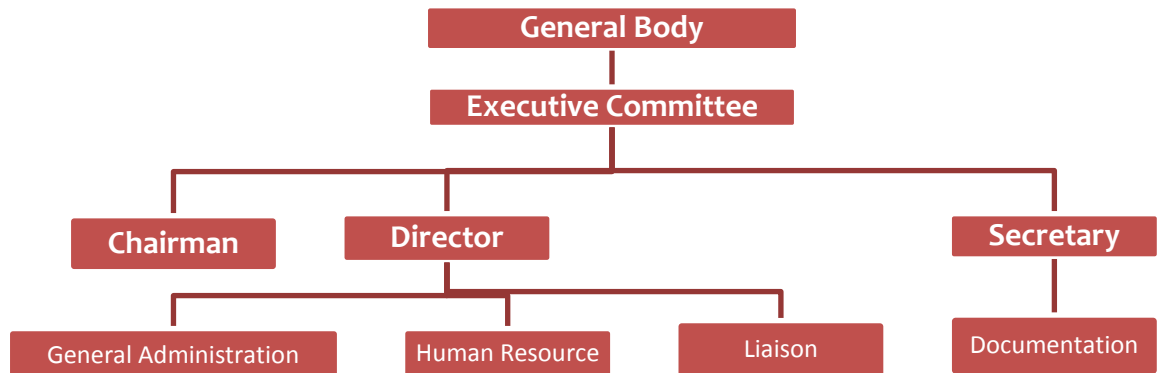 General Body
Executive Committee
Chairman
Director
Secretary
General Administration
Human Resource
Liaison
Documentation